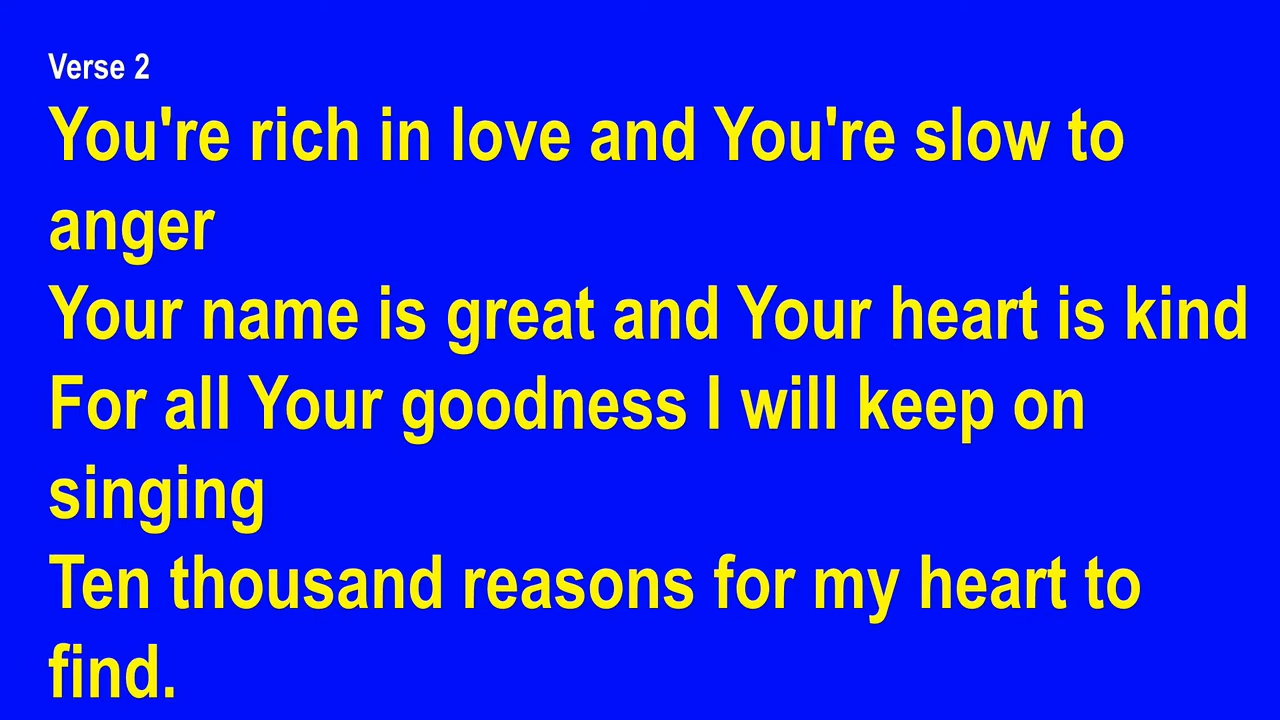 Verse 2
You're rich in love and You're slow to
anger
Your name is great and Your heart is kind
For all Your goodness I will keep on
singing
Ten thousand reasons for my heart to
find.